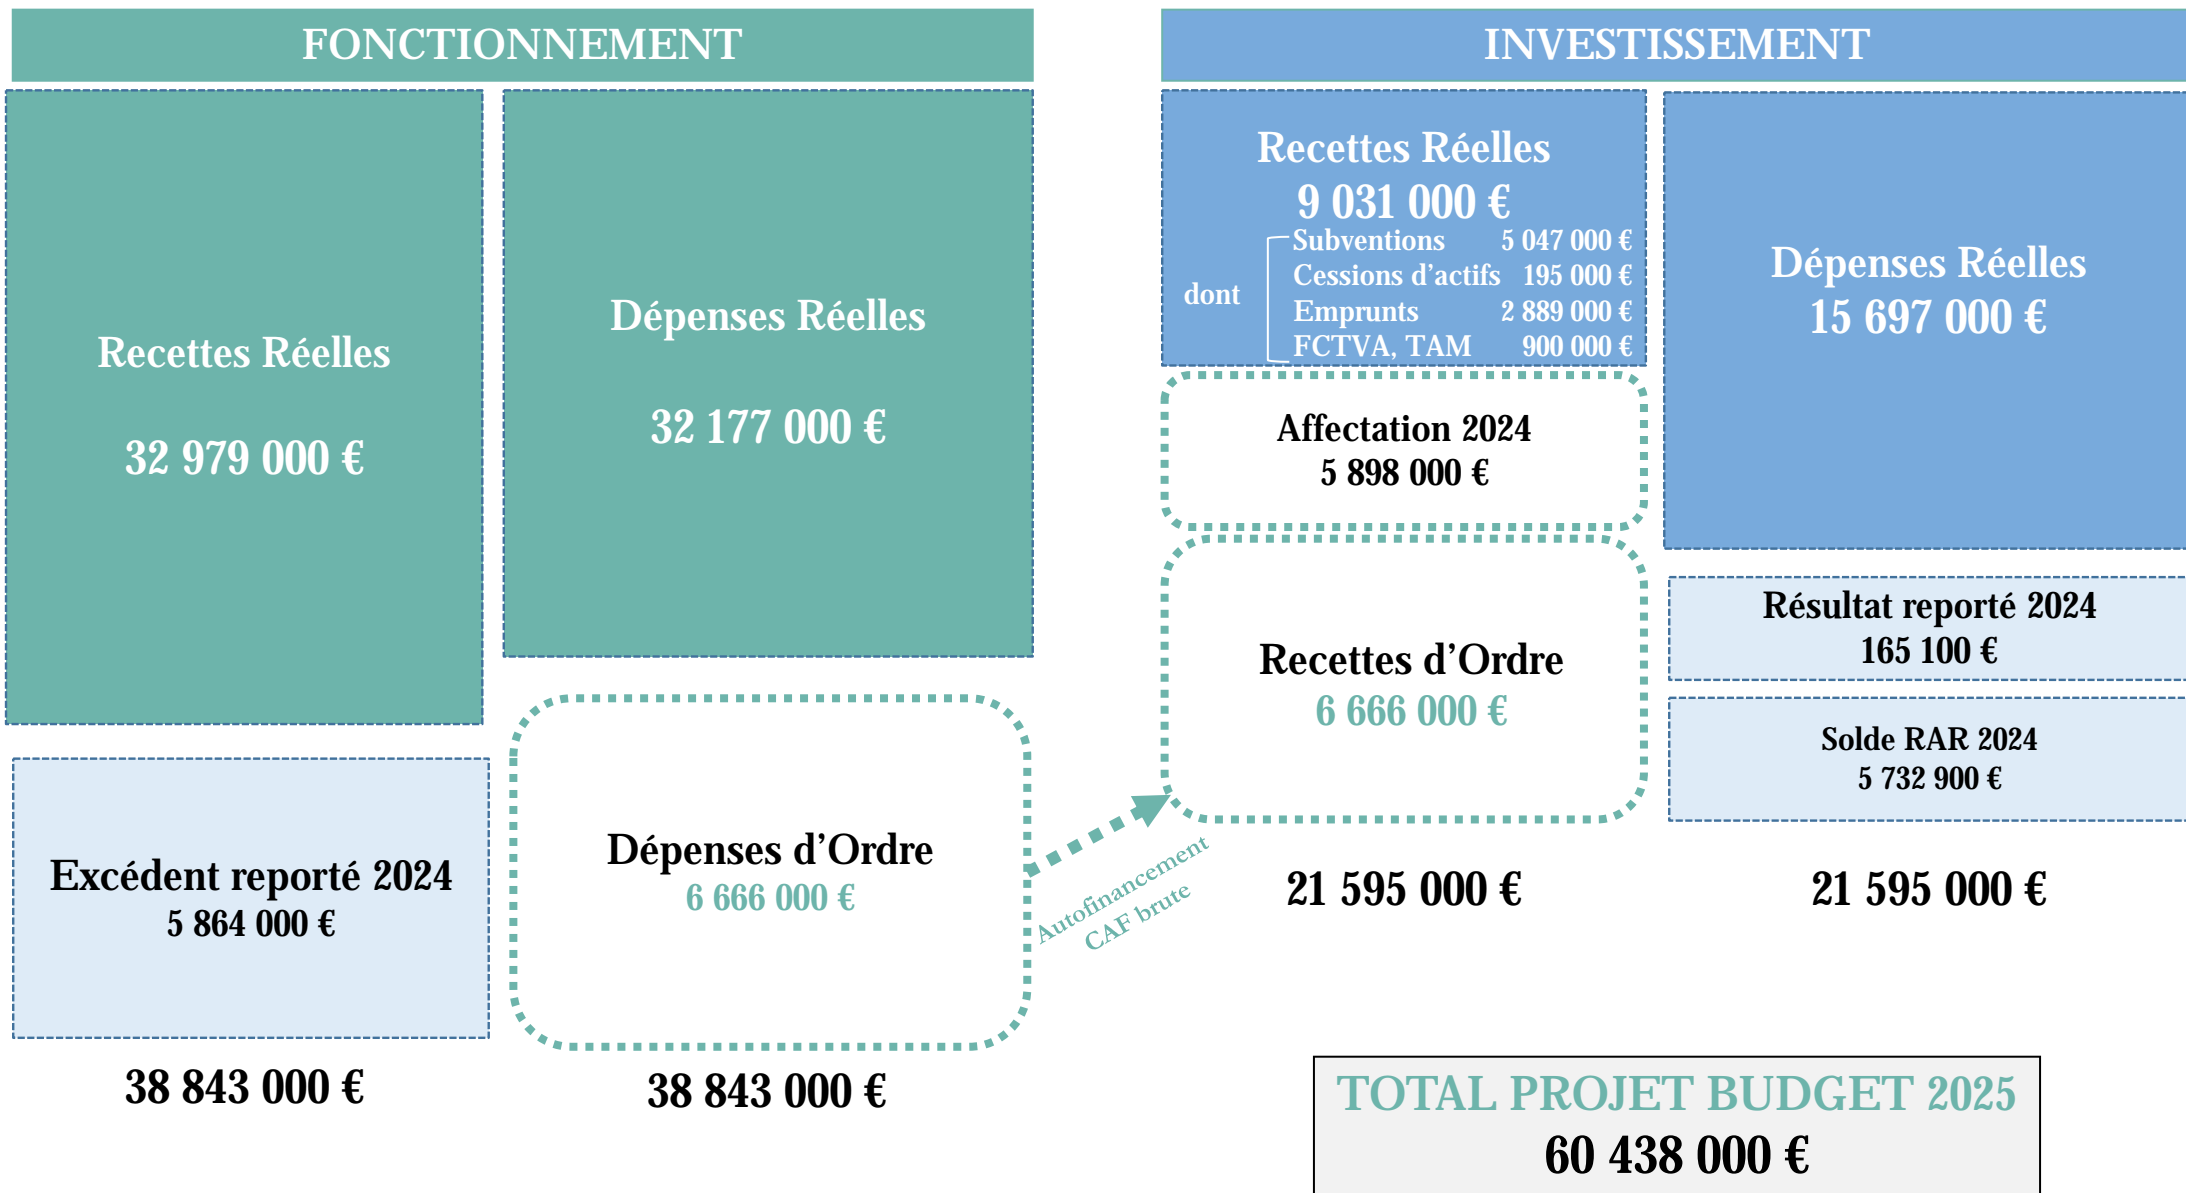 FONCTIONNEMENT
Recettes Réelles
32 979 000 €
Excédent reporté 2024
5 864 000 €
38 843 000 €
Dépenses Réelles
32 177 000 €
Dépenses d’Ordre
6 666 000 €
38 843 000 €
Autofinancement
CAF brute
INVESTISSEMENT
Recettes Réelles
9 031 000 €
dont
Subventions 5 047 000 €
Cessions d’actifs 195 000 €
Emprunts 2 889 000 €
FCTVA, TAM 900 000 €
Affectation 2024
5 898 000 €
Recettes d’Ordre
6 666 000 €
21 595 000 €
Dépenses Réelles
15 697 000 €
Résultat reporté 2024
165 100 €
Solde RAR 2024
5 732 900 €
21 595 000 €
TOTAL PROJET BUDGET 2025
60 438 000 €